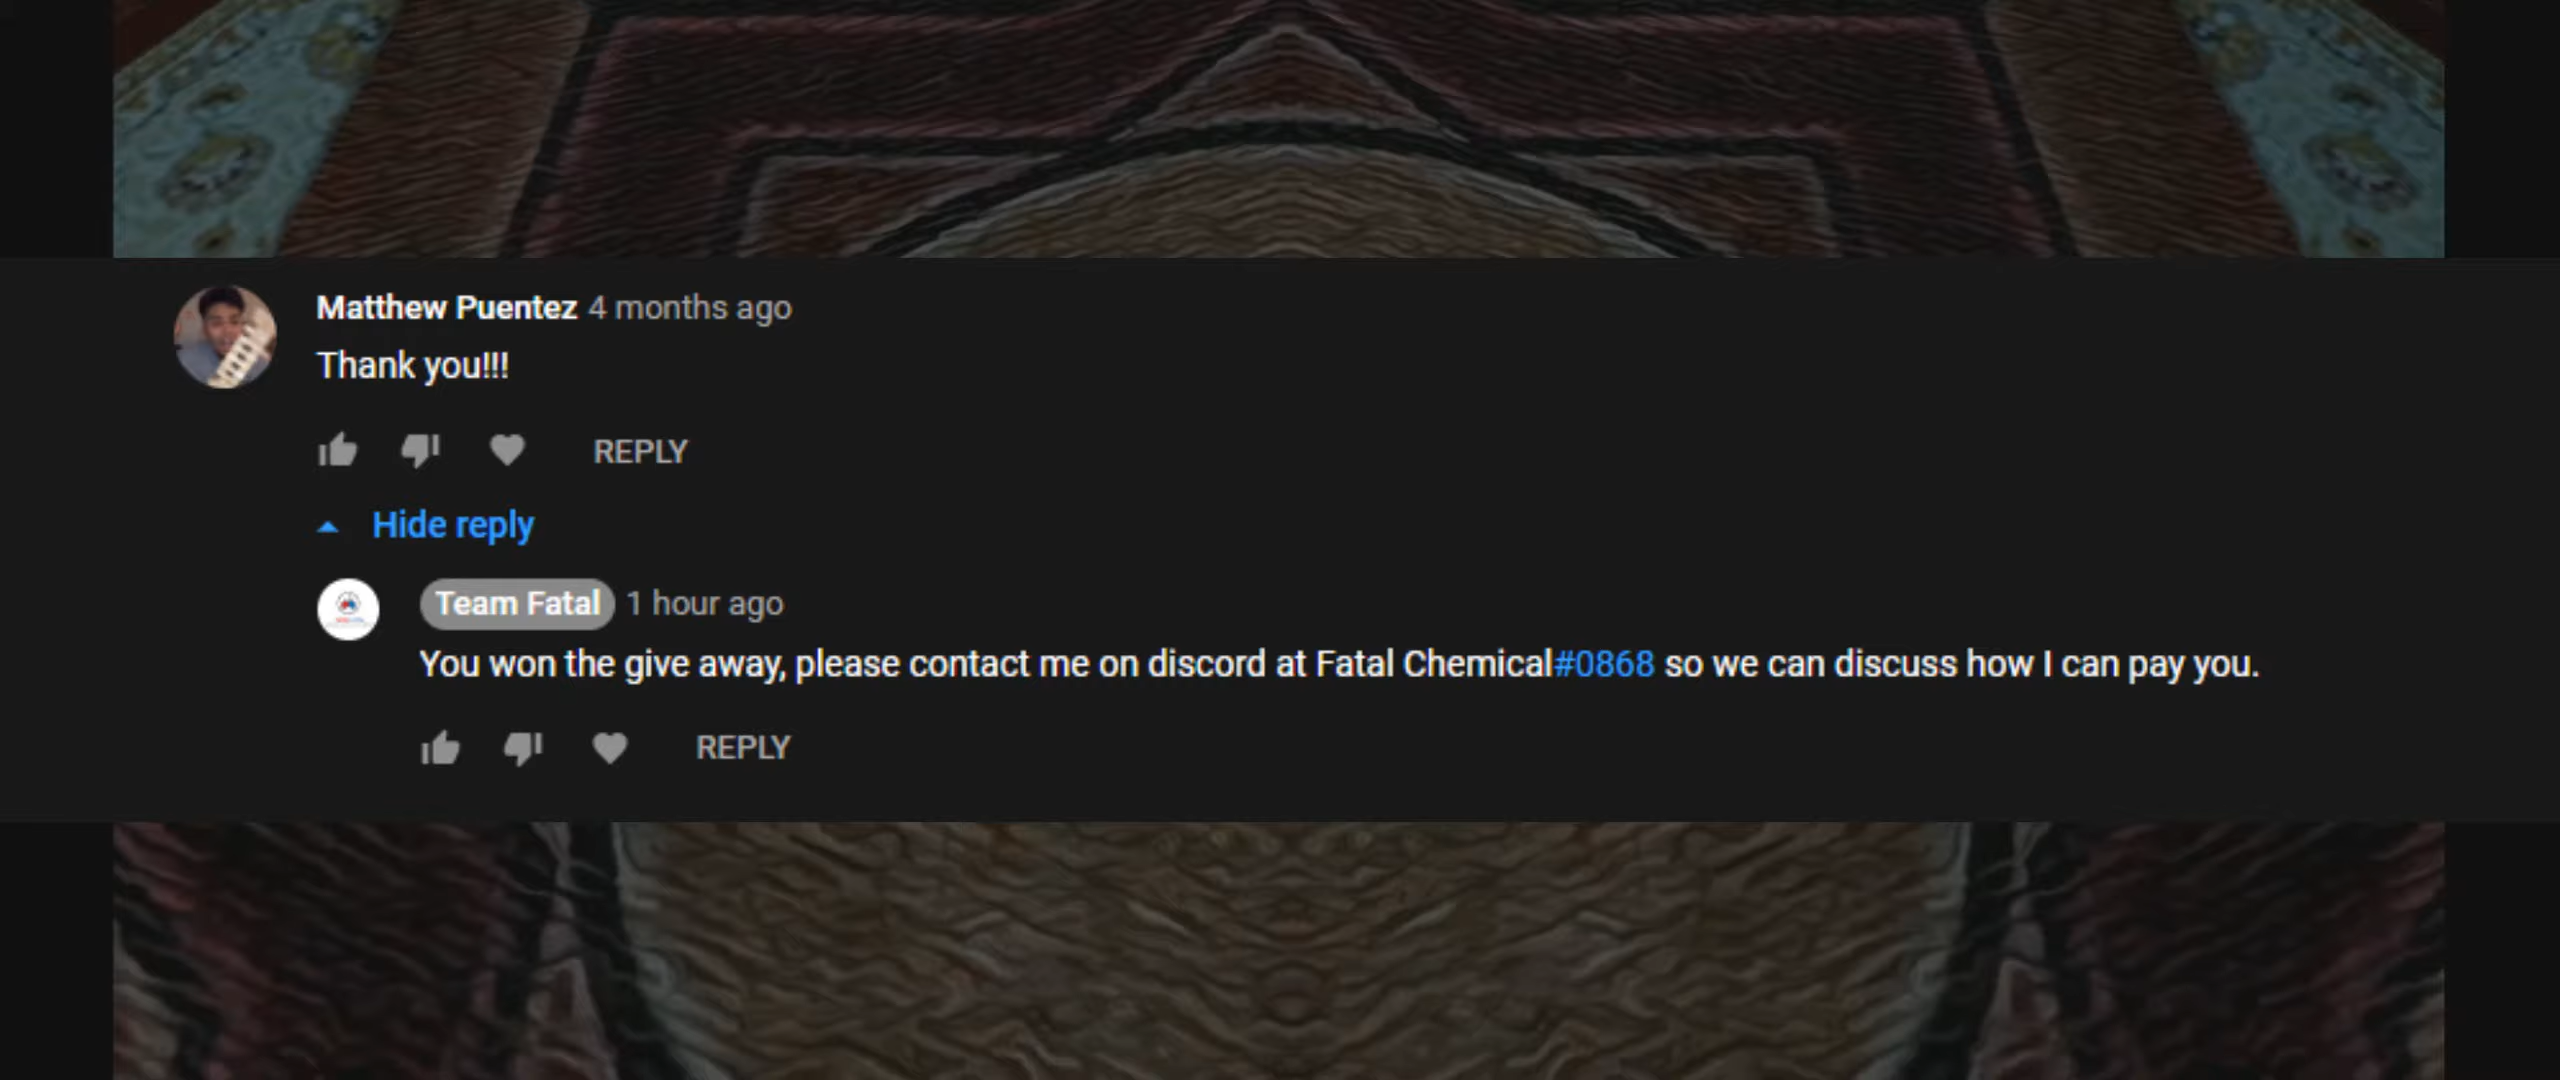 Matthew Puentez 4 months ago
Thank you!!!
REPLY
Hide reply
Team Fatal 1 hour ago
You won the give away, please contact me on discord at Fatal Chemical#0868 so we can discuss how I can pay you.
REPLY